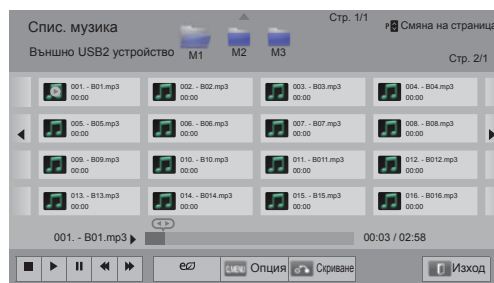 Спис. музика
Стр. 1/1
P Смяна на страница
Външно USB2 устройство
M1
M2
M3
Стр. 2/1
001. - B01.mp3
00:00
002. - B02.mp3
00:00
003. - B03.mp3
00:00
004. - B04.mp3
00:00
005. - B05.mp3
00:00
006. - B06.mp3
00:00
007. - B07.mp3
00:00
008. - B08.mp3
00:00
009. - B09.mp3
00:00
010. - B10.mp3
00:00
011. - B011.mp3
00:00
012. - B012.mp3
00:00
013. - B13.mp3
00:00
014. - B014.mp3
00:00
015. - B15.mp3
00:00
016. - B016.mp3
00:00
001. - B01.mp3
00:03 / 02:58
Q.MENU Опция
Скриване
Изход